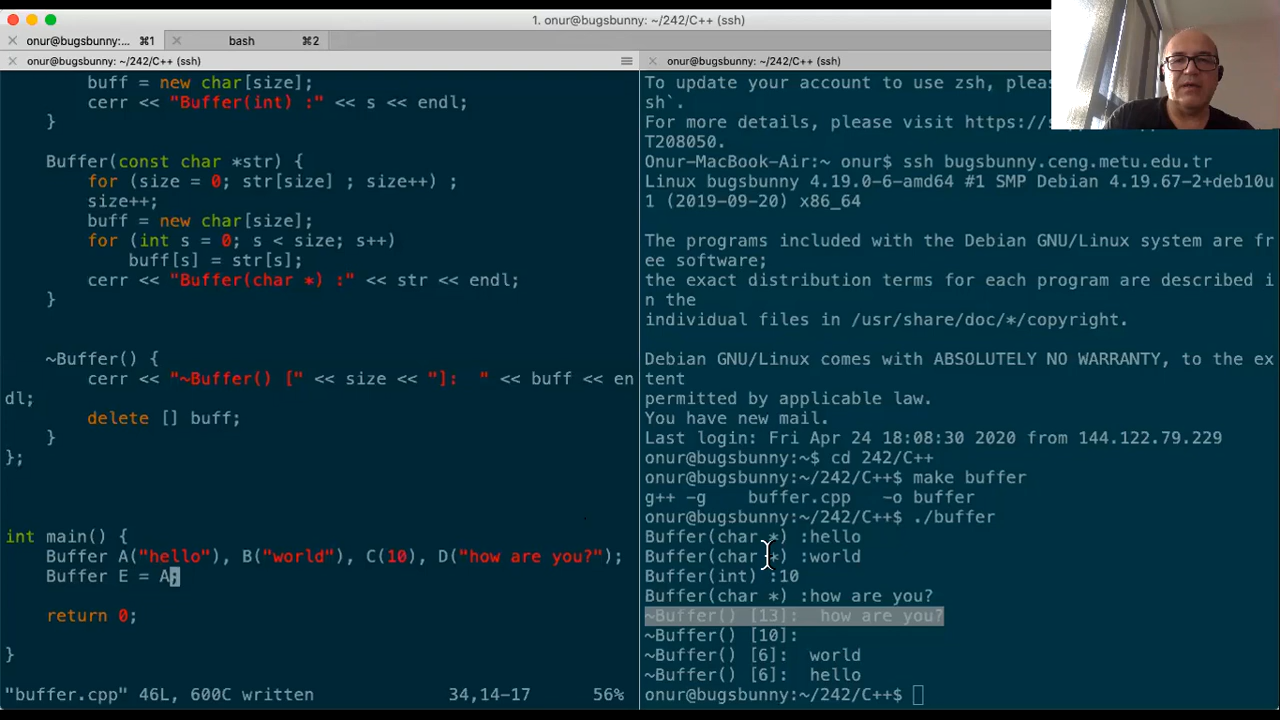 1. onur@bugsbunny: ~/242/C++ (ssh)
onur@bugsbunny:... ⌘1 bash ⌘2
onur@bugsbunny: ~/242/C++ (ssh)
buff = new char[size];
cerr << "Buffer(int) :" << s << endl;
}
Buffer(const char *str) {
for (size = 0; str[size] ; size++) ;
size++;
buff = new char[size];
for (int s = 0; s < size; s++)
buff[s] = str[s];
cerr << "Buffer(char *) :" << str << endl;
}
~Buffer() {
cerr << "~Buffer() [" << size << "]:  " << buff << en
dl;
delete [] buff;
}
};
int main() {
Buffer A("hello"), B("world"), C(10), D("how are you?");
Buffer E = A;
return 0;
}
"buffer.cpp" 46L, 600C written 34,14-17 56%
onur@bugsbunny: ~/242/C++ (ssh)
To update your account to use zsh, pleas
sh`.
For more details, please visit https://s
T208050.
Onur-MacBook-Air:~ onur$ ssh bugsbunny.ceng.metu.edu.tr
Linux bugsbunny 4.19.0-6-amd64 #1 SMP Debian 4.19.67-2+deb10u
1 (2019-09-20) x86_64
The programs included with the Debian GNU/Linux system are fr
ee software;
the exact distribution terms for each program are described i
n the
individual files in /usr/share/doc/*/copyright.
Debian GNU/Linux comes with ABSOLUTELY NO WARRANTY, to the ex
tent
permitted by applicable law.
You have new mail.
Last login: Fri Apr 24 18:08:30 2020 from 144.122.79.229
onur@bugsbunny:~$ cd 242/C++
onur@bugsbunny:~/242/C++$ make buffer
g++ -g    buffer.cpp   -o buffer
onur@bugsbunny:~/242/C++$ ./buffer
Buffer(char *) :hello
Buffer(char *) :world
Buffer(int) :10
Buffer(char *) :how are you?
~Buffer() [13]:  how are you?
~Buffer() [10]:
~Buffer() [6]:  world
~Buffer() [6]:  hello
onur@bugsbunny:~/242/C++$